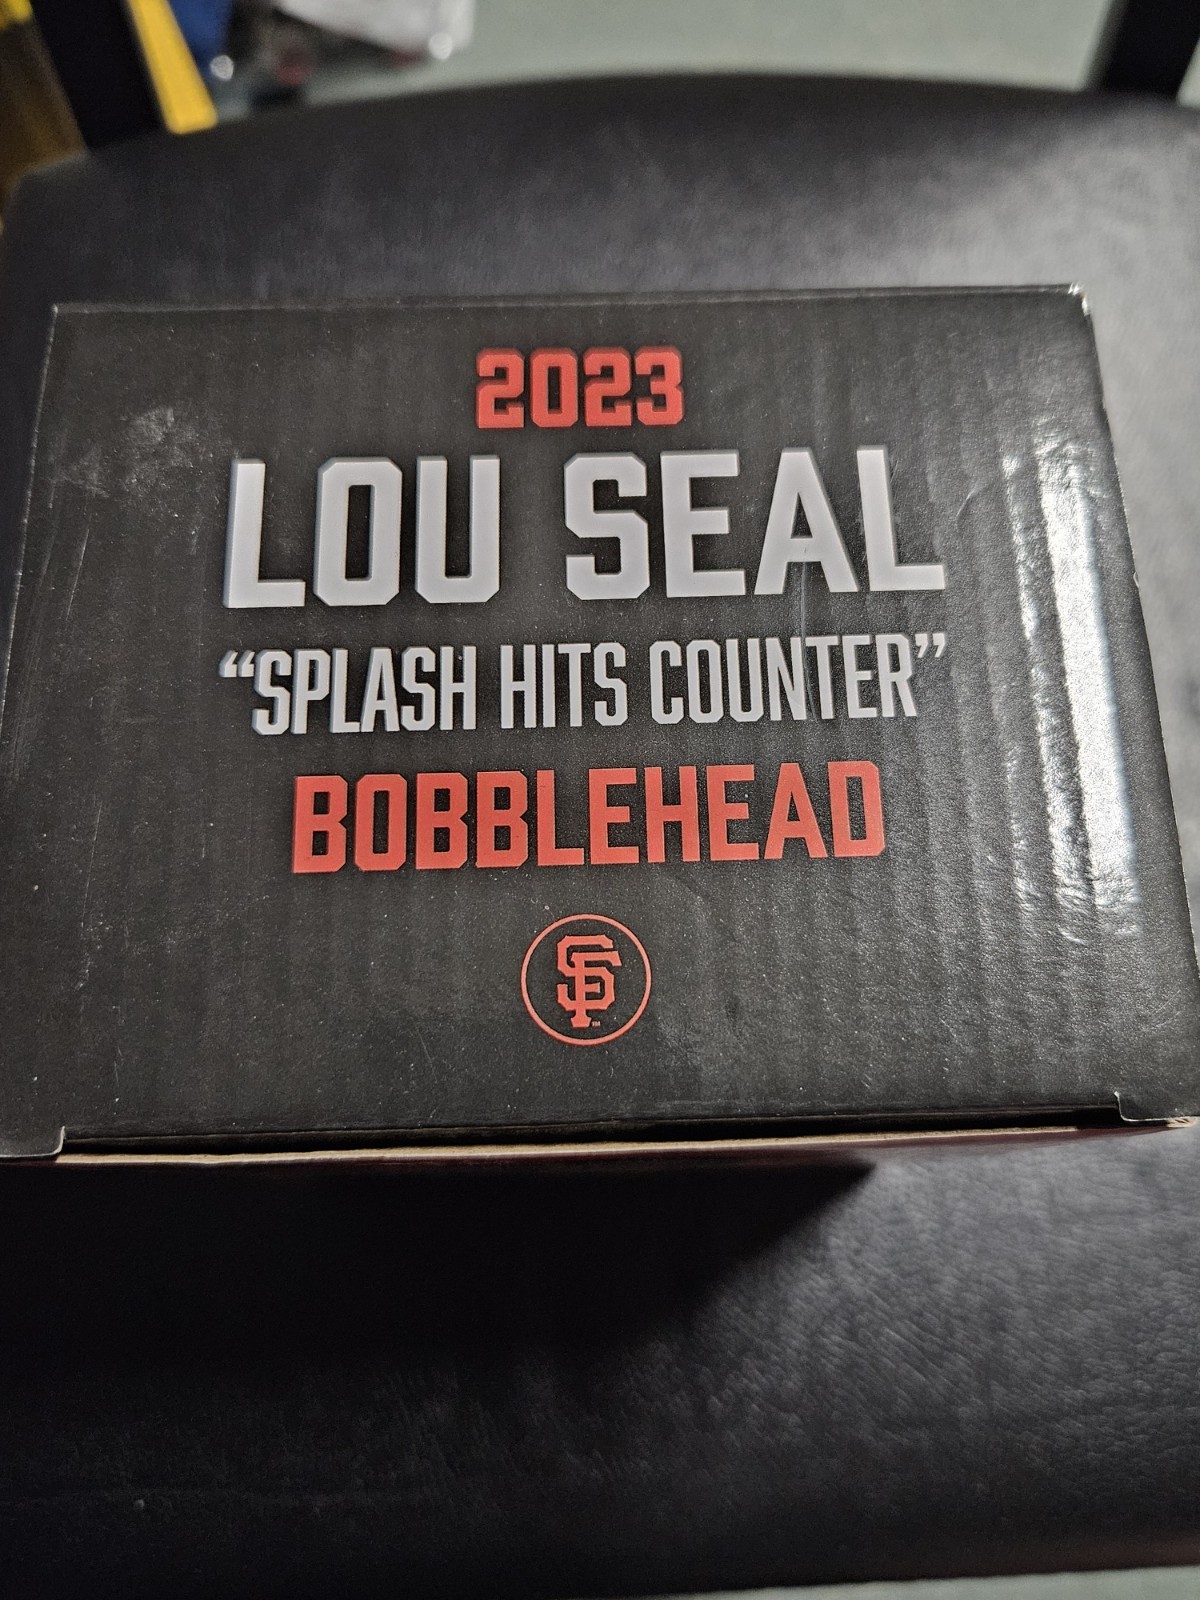 2023
LOU SEAL
“SPLASH HITS COUNTER”
BOBBLEHEAD
SF